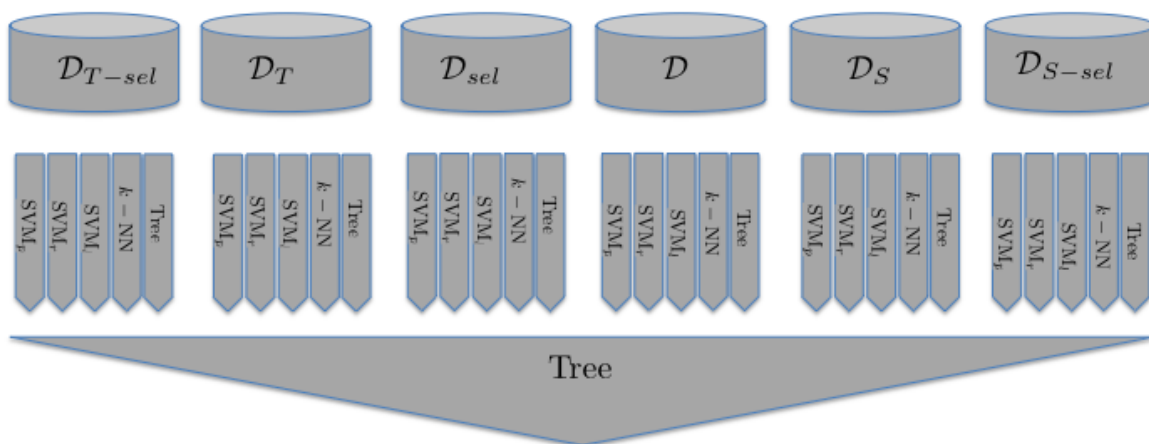 𝒟_{T−sel} 𝒟_T 𝒟_{sel} 𝒟 𝒟_S 𝒟_{S−sel}
SVM_p SVM_r SVM_l k − NN Tree SVM_p SVM_r SVM_l k − NN Tree SVM_p SVM_r SVM_l k − NN Tree SVM_p SVM_r SVM_l k − NN Tree SVM_p SVM_r SVM_l k − NN Tree SVM_p SVM_r SVM_l k − NN Tree
Tree